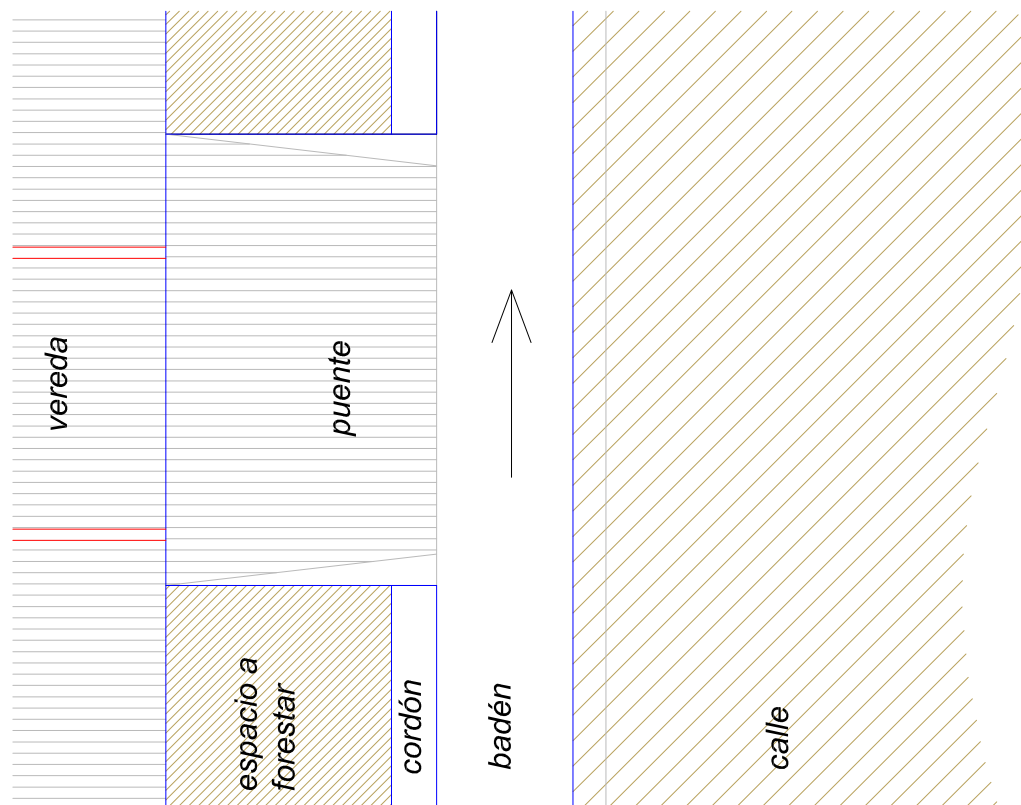 vereda
puente
espacio a
forestar
cordón
badén
calle